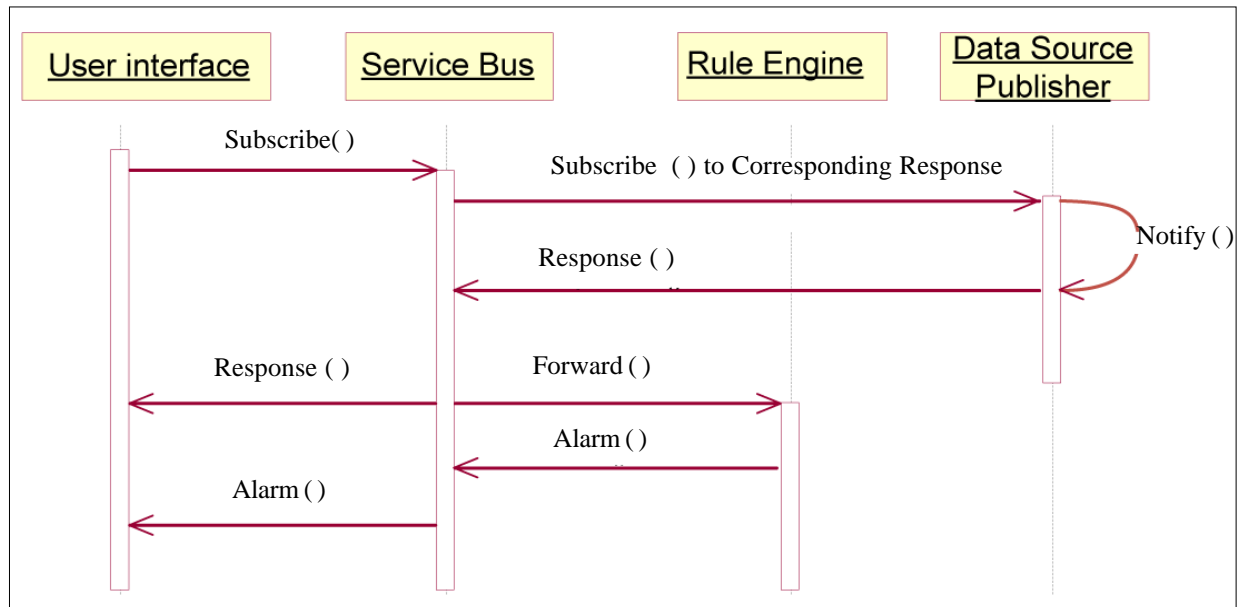 User interface
Service Bus
Rule Engine
Data Source
Publisher
Subscribe( )
Subscribe ( ) to Corresponding Response
Notify ( )
Response ( )
Response ( )
Forward ( )
Alarm ( )
Alarm ( )